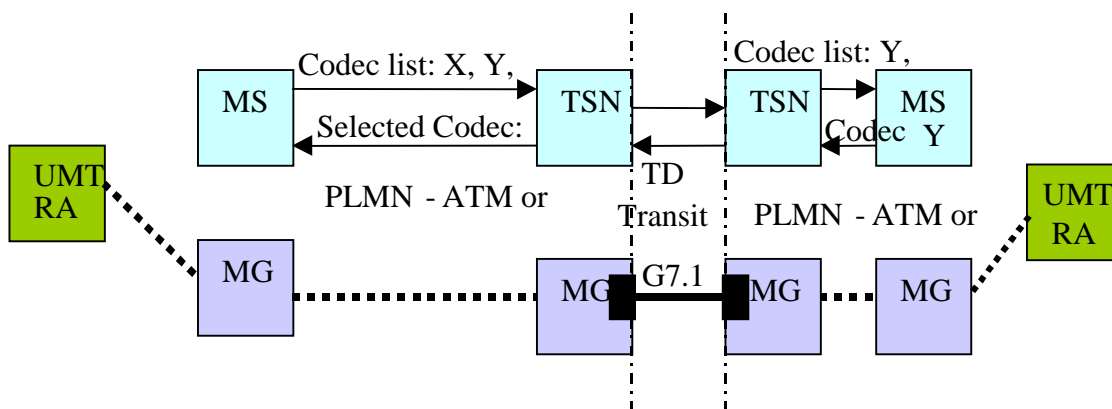 Codec list: X, Y,
Codec list: Y,
MS
TSN
TSN
MS
Y
Selected Codec:
Codec
UMT
RA
PLMN - ATM or
TD
Transit
PLMN - ATM or
UMT
RA
MG
MG
G7.1
MG
MG